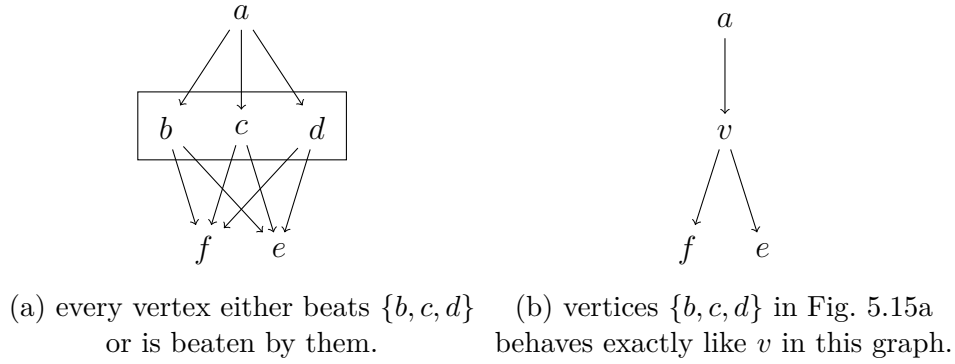 a
a
b c d
v
f e
f e
(a) every vertex either beats {b, c, d}
or is beaten by them.
(b) vertices {b, c, d} in Fig. 5.15a
behaves exactly like v in this graph.